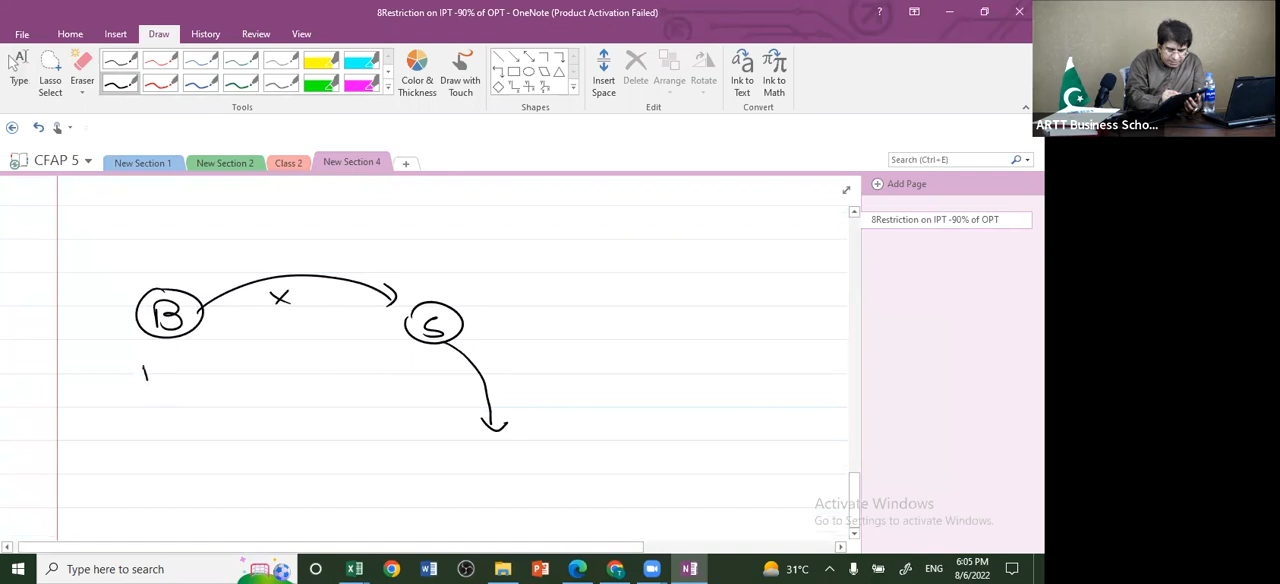 8Restriction on IPT -90% of OPT - OneNote (Product Activation Failed)
?
File Home Insert Draw History Review View
Type
Lasso Select
Eraser
Color & Thickness
Draw with Touch
Insert Space
Delete
Arrange
Rotate
Ink to Text
Ink to Math
Tools
Shapes
Edit
Convert
ARTT Business Scho...
CFAP 5
New Section 1
New Section 2
Class 2
New Section 4
Search (Ctrl+E)
Add Page
8Restriction on IPT -90% of OPT
B
x
S
Activate Windows
Go to Settings to activate Windows.
Type here to search
31°C
ENG
6:05 PM
8/6/2022